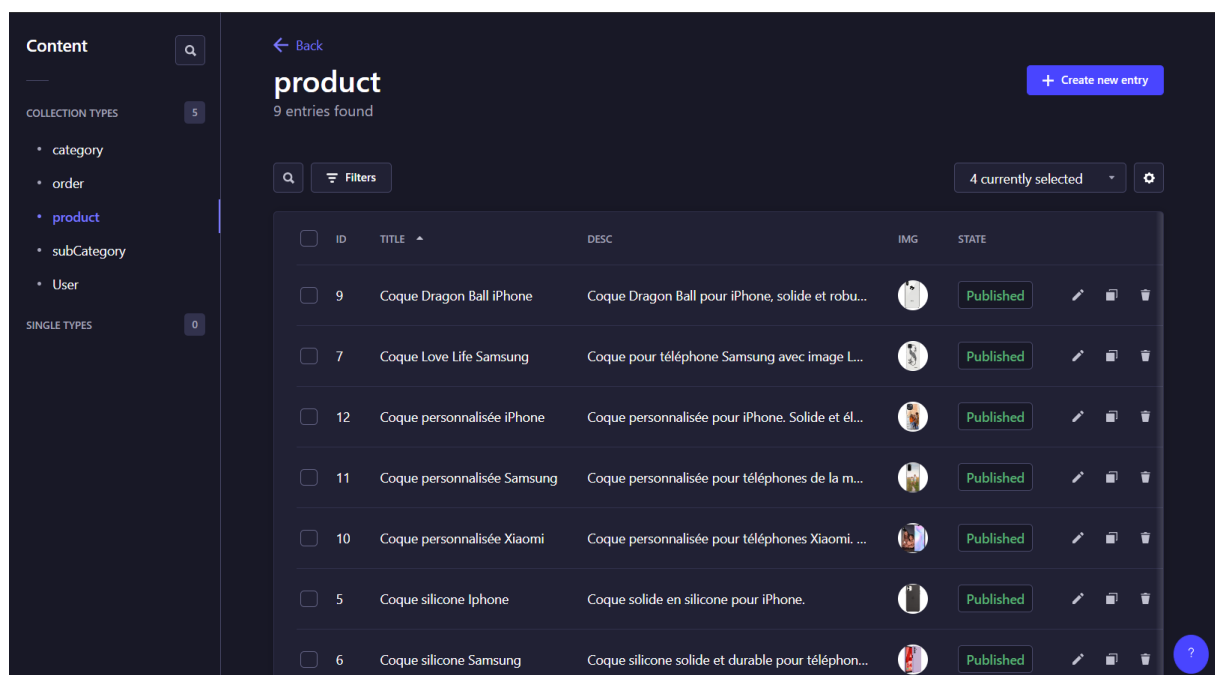 Content
COLLECTION TYPES 5
category
order
product
subCategory
User
SINGLE TYPES 0
Back
product
9 entries found
Create new entry
Filters
4 currently selected
ID TITLE DESC IMG STATE
9 Coque Dragon Ball iPhone Coque Dragon Ball pour iPhone, solide et robu... Published
7 Coque Love Life Samsung Coque pour téléphone Samsung avec image L... Published
12 Coque personnalisée iPhone Coque personnalisée pour iPhone. Solide et él... Published
11 Coque personnalisée Samsung Coque personnalisée pour téléphones de la m... Published
10 Coque personnalisée Xiaomi Coque personnalisée pour téléphones Xiaomi. ... Published
5 Coque silicone Iphone Coque solide en silicone pour iPhone. Published
6 Coque silicone Samsung Coque silicone solide et durable pour téléphon... Published
?